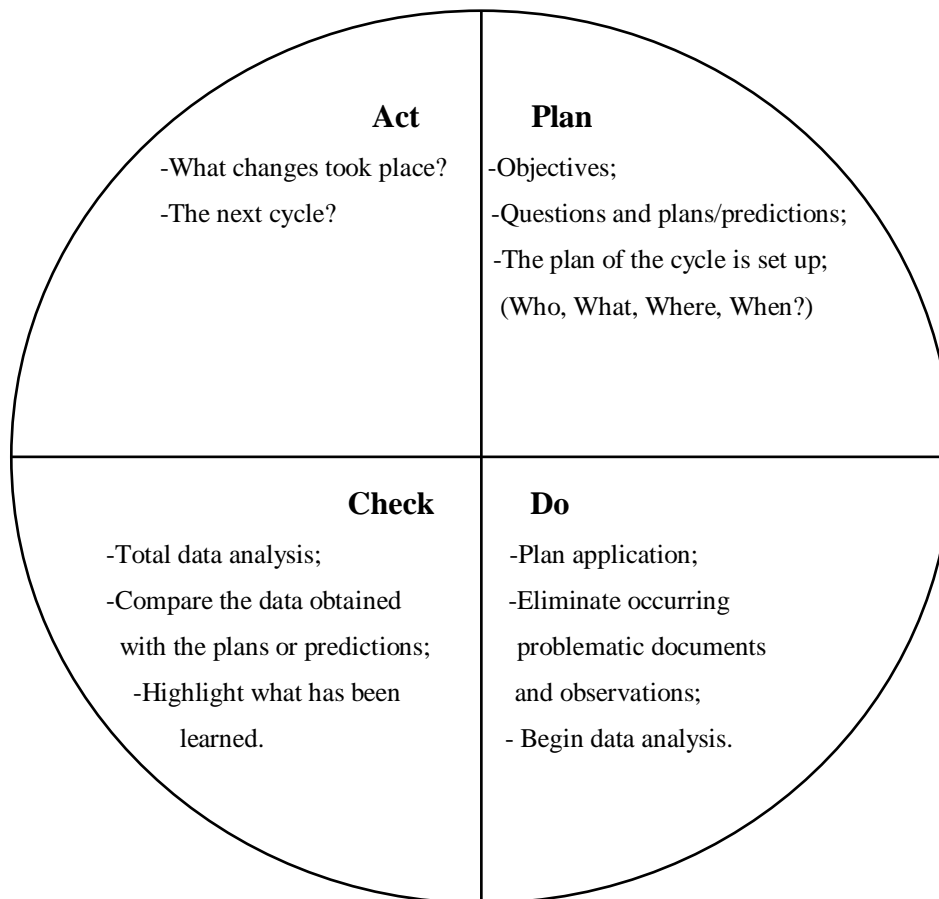 Act
-What changes took place?
-The next cycle?
Plan
-Objectives;
-Questions and plans/predictions;
-The plan of the cycle is set up;
(Who, What, Where, When?)
Check
-Total data analysis;
-Compare the data obtained
with the plans or predictions;
-Highlight what has been
learned.
Do
-Plan application;
-Eliminate occurring
problematic documents
and observations;
- Begin data analysis.